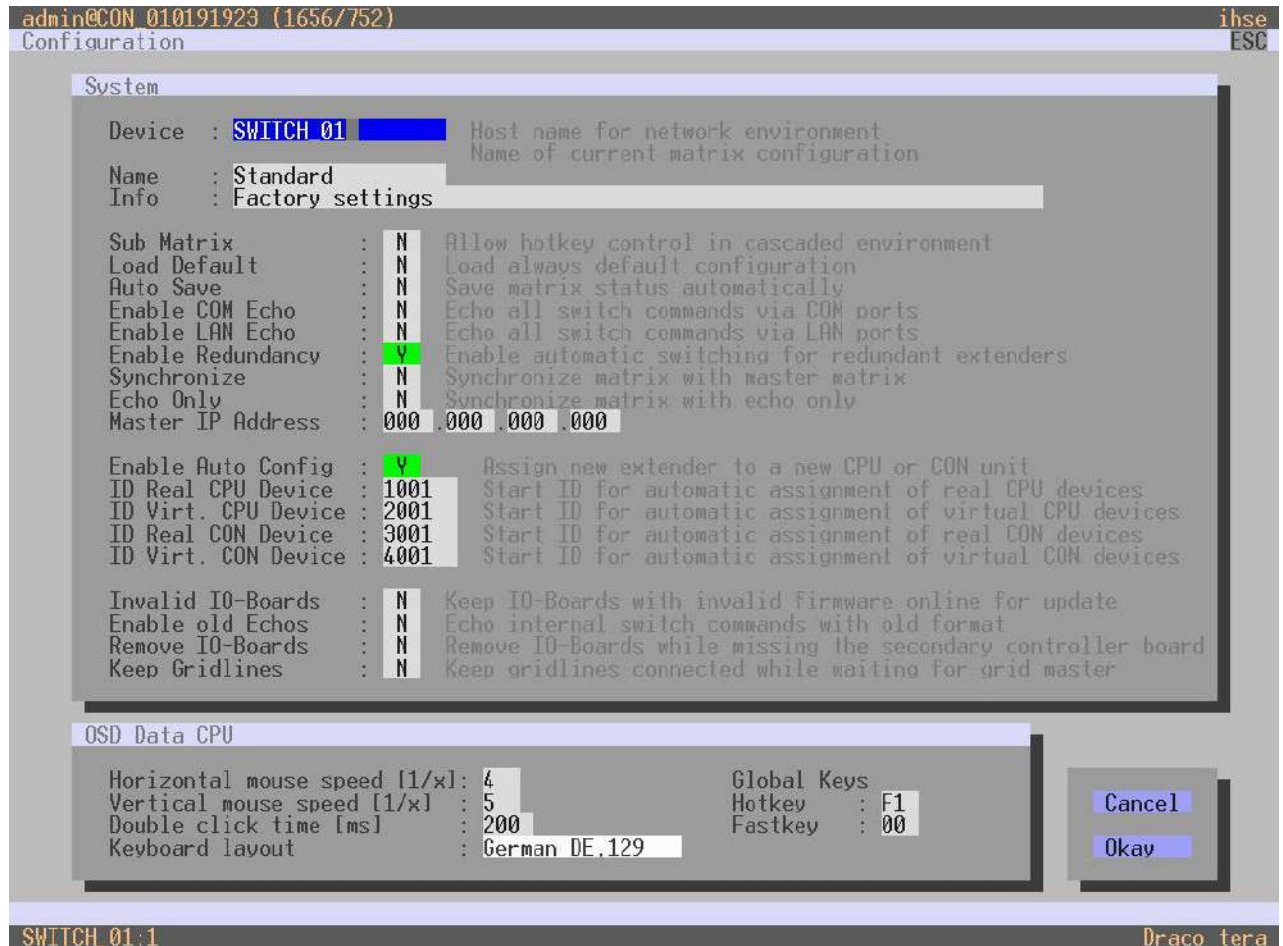 admin@CON_010191923 (1656/752) ihse
Configuration ESC
System
Device : SWITCH_01 Host name for network environment
Name of current matrix configuration
Name : Standard
Info : Factory settings
Sub Matrix : N Allow hotkey control in cascaded environment
Load Default : N Load always default configuration
Auto Save : N Save matrix status automatically
Enable COM Echo : N Echo all switch commands via COM ports
Enable LAN Echo : N Echo all switch commands via LAN ports
Enable Redundancy : Y Enable automatic switching for redundant extenders
Synchronize : N Synchronize matrix with master matrix
Echo Only : N Synchronize matrix with echo only
Master IP Address : 000 .000 .000 .000
Enable Auto Config : Y Assign new extender to a new CPU or CON unit
ID Real CPU Device : 1001 Start ID for automatic assignment of real CPU devices
ID Virt. CPU Device : 2001 Start ID for automatic assignment of virtual CPU devices
ID Real CON Device : 3001 Start ID for automatic assignment of real CON devices
ID Virt. CON Device : 4001 Start ID for automatic assignment of virtual CON devices
Invalid IO-Boards : N Keep IO-Boards with invalid firmware online for update
Enable old Echos : N Echo internal switch commands with old format
Remove IO-Boards : N Remove IO-Boards while missing the secondary controller board
Keep Gridlines : N Keep gridlines connected while waiting for grid master
OSD Data CPU
Horizontal mouse speed [1/x]: 4 Global Keys
Vertical mouse speed [1/x] : 5 Hotkey : F1
Double click time [ms] : 200 Fastkey : 00
Keyboard layout : German DE,129
Cancel
Okay
SWITCH_01:1 Draco tera